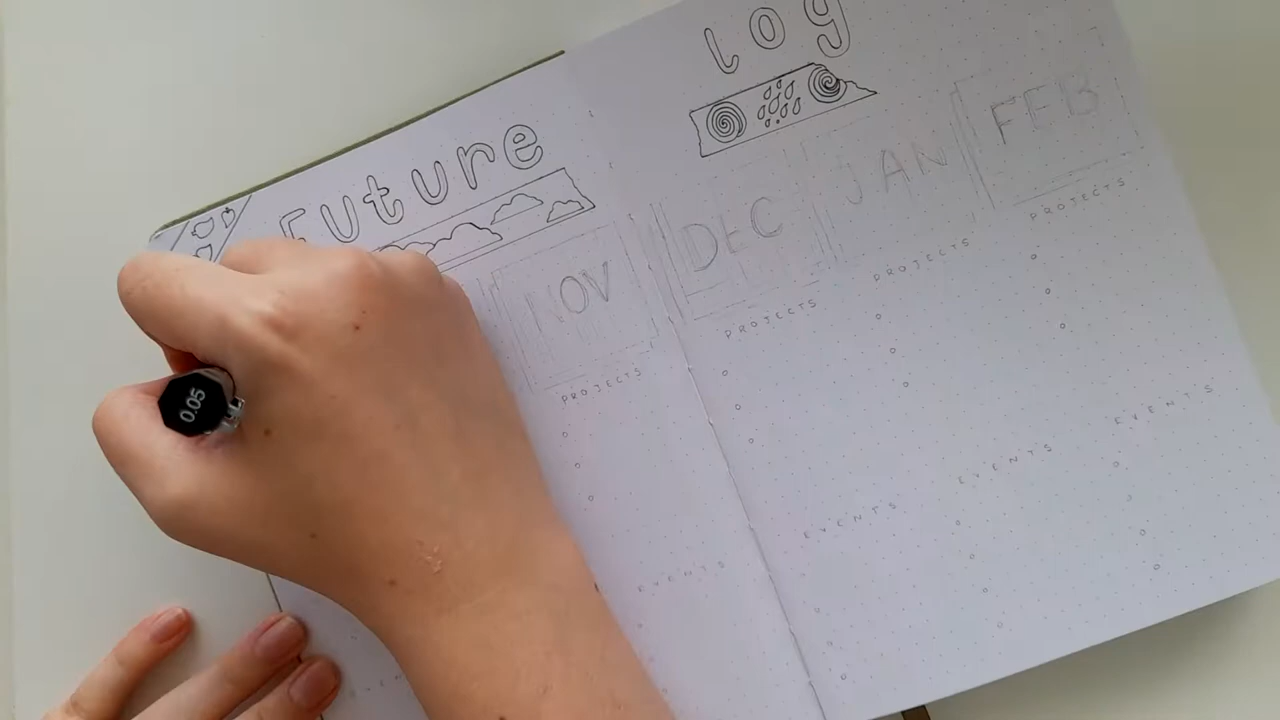 Future
log
NOV
DEC
JAN
FEB
PROJECTS
PROJECTS
PROJECTS
PROJECTS
EVENTS
EVENTS
EVENTS
EVENTS
0.05